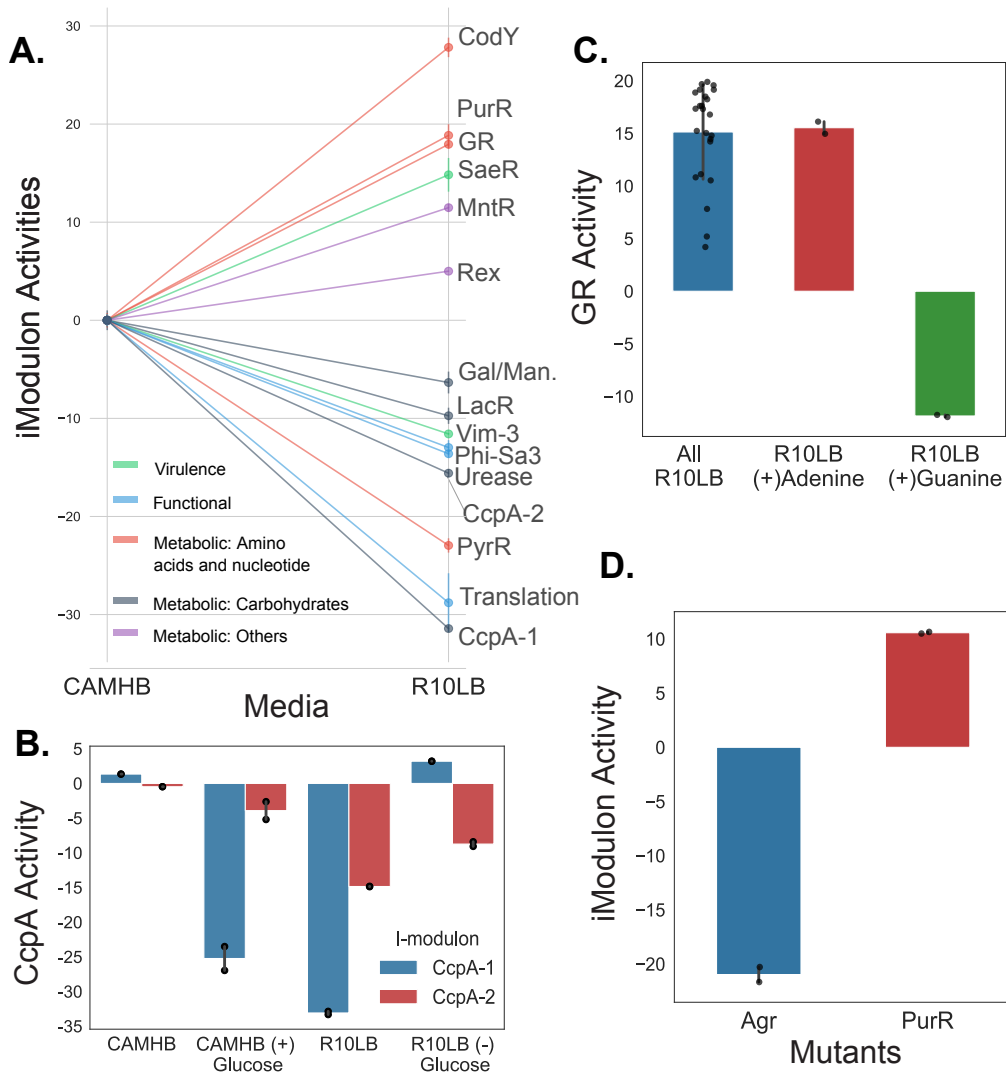 A.
iModulon Activities
30
20
10
0
−10
−20
−30
CodY
PurR
GR
SaeR
MntR
Rex
Gal/Man.
LacR
Vim-3
Phi-Sa3
Urease
CcpA-2
PyrR
Translation
CcpA-1
Virulence
Functional
Metabolic: Amino
acids and nucleotide
Metabolic: Carbohydrates
Metabolic: Others
CAMHB
R10LB
Media
B.
CcpA Activity
5
0
−5
−10
−15
−20
−25
−30
−35
I-modulon
CcpA-1
CcpA-2
CAMHB
CAMHB (+)
Glucose
R10LB
R10LB (-)
Glucose
C.
GR Activity
20
15
10
5
0
−5
−10
All
R10LB
R10LB
(+)Adenine
R10LB
(+)Guanine
D.
iModulon Activity
10
5
0
−5
−10
−15
−20
Agr
PurR
Mutants